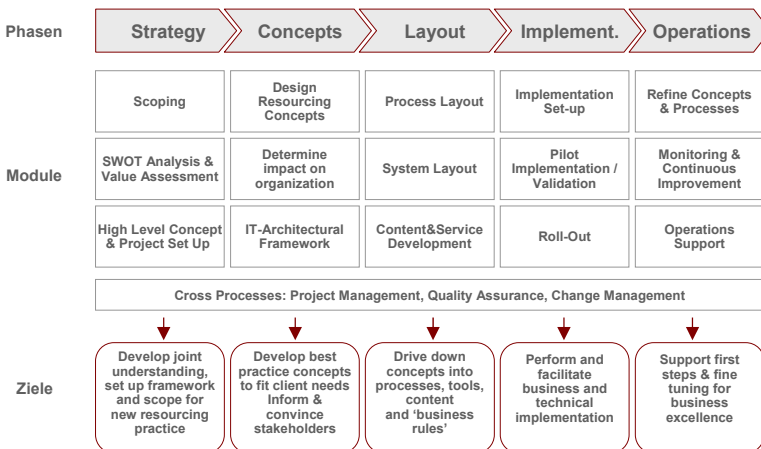 Phasen
Strategy
Concepts
Layout
Implement.
Operations
Module
Scoping
Design
Resourcing
Concepts
Process Layout
Implementation
Set-up
Refine Concepts
& Processes
SWOT Analysis &
Value Assessment
Determine
impact on
organization
System Layout
Pilot
Implementation /
Validation
Monitoring &
Continuous
Improvement
High Level Concept
& Project Set Up
IT-Architectural
Framework
Content&Service
Development
Roll-Out
Operations
Support
Cross Processes: Project Management, Quality Assurance, Change Management
Ziele
Develop joint
understanding,
set up framework
and scope for
new resourcing
practice
Develop best
practice concepts
to fit client needs
Inform &
convince
stakeholders
Drive down
concepts into
processes, tools,
content
and ‘business
rules’
Perform and
facilitate
business and
technical
implementation
Support first
steps & fine
tuning for
business
excellence